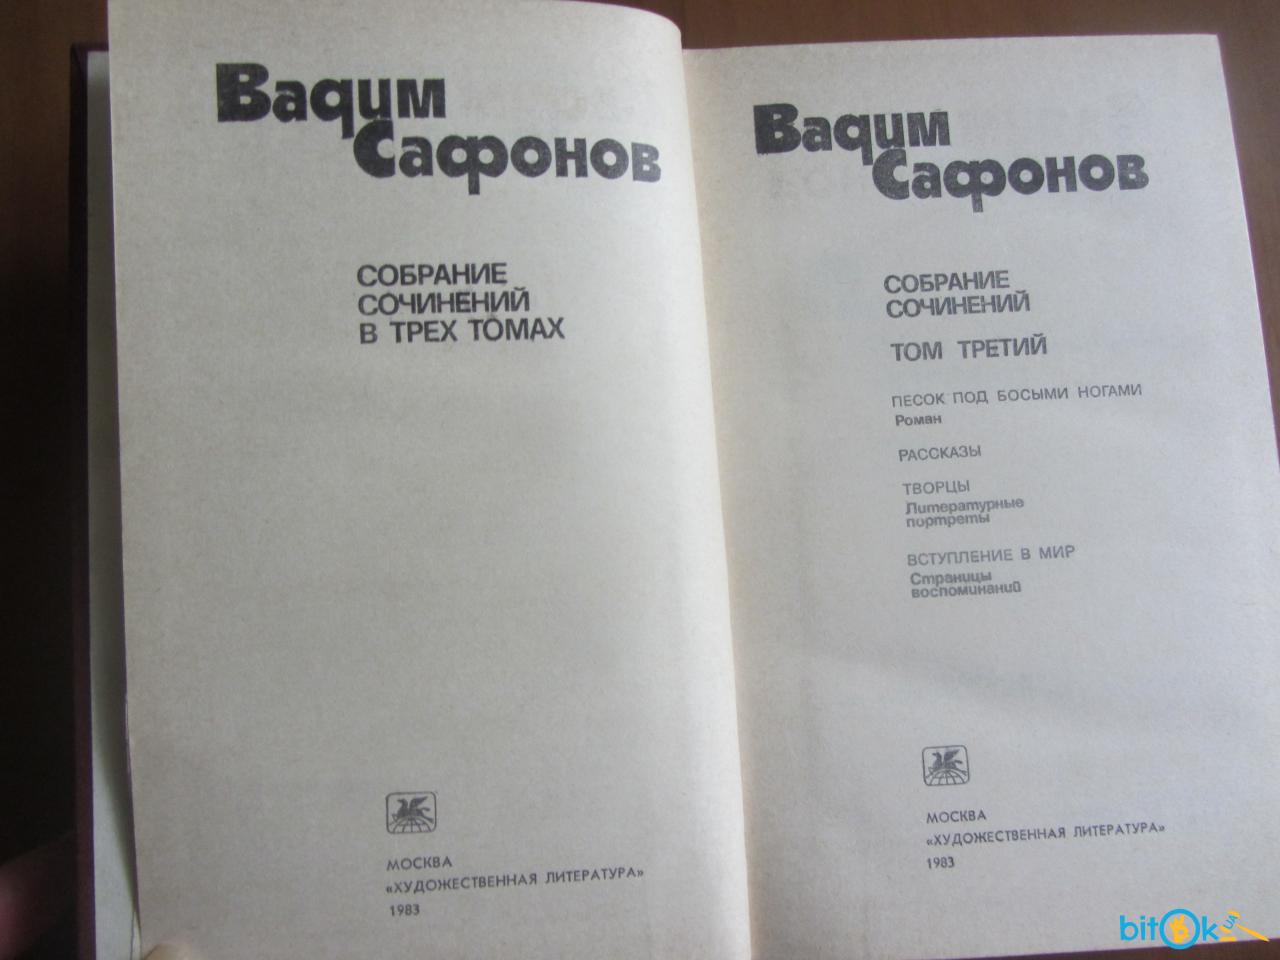 Вадим
Сафонов
СОБРАНИЕ
СОЧИНЕНИЙ
В ТРЕХ ТОМАХ
МОСКВА
«ХУДОЖЕСТВЕННАЯ ЛИТЕРАТУРА»
1983
Вадим
Сафонов
СОБРАНИЕ
СОЧИНЕНИЙ
ТОМ ТРЕТИЙ
ПЕСОК ПОД БОСЫМИ НОГАМИ
Роман
РАССКАЗЫ
ТВОРЦЫ
Литературные
портреты
ВСТУПЛЕНИЕ В МИР
Страницы
воспоминаний
МОСКВА
«ХУДОЖЕСТВЕННАЯ ЛИТЕРАТУРА»
1983
bitok.ua